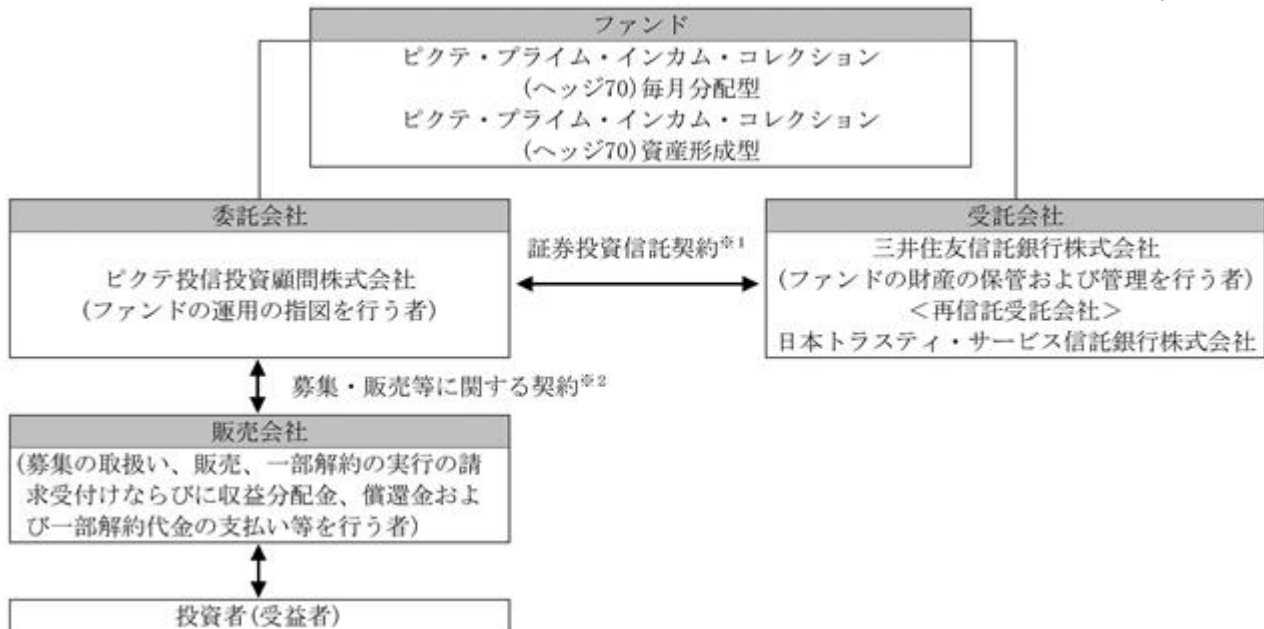 ファンド
ピクテ・プライム・インカム・コレクション
(ヘッジ70)毎月分配型
ピクテ・プライム・インカム・コレクション
(ヘッジ70)資産形成型
委託会社
ピクテ投信投資顧問株式会社
(ファンドの運用の指図を行う者)
証券投資信託契約※1
受託会社
三井住友信託銀行株式会社
(ファンドの財産の保管および管理を行う者)
＜再信託受託会社＞
日本トラスティ・サービス信託銀行株式会社
募集・販売等に関する契約※2
販売会社
(募集の取扱い、販売、一部解約の実行の請
求受付けならびに収益分配金、償還金およ
び一部解約代金の支払い等を行う者)
投資者(受益者)